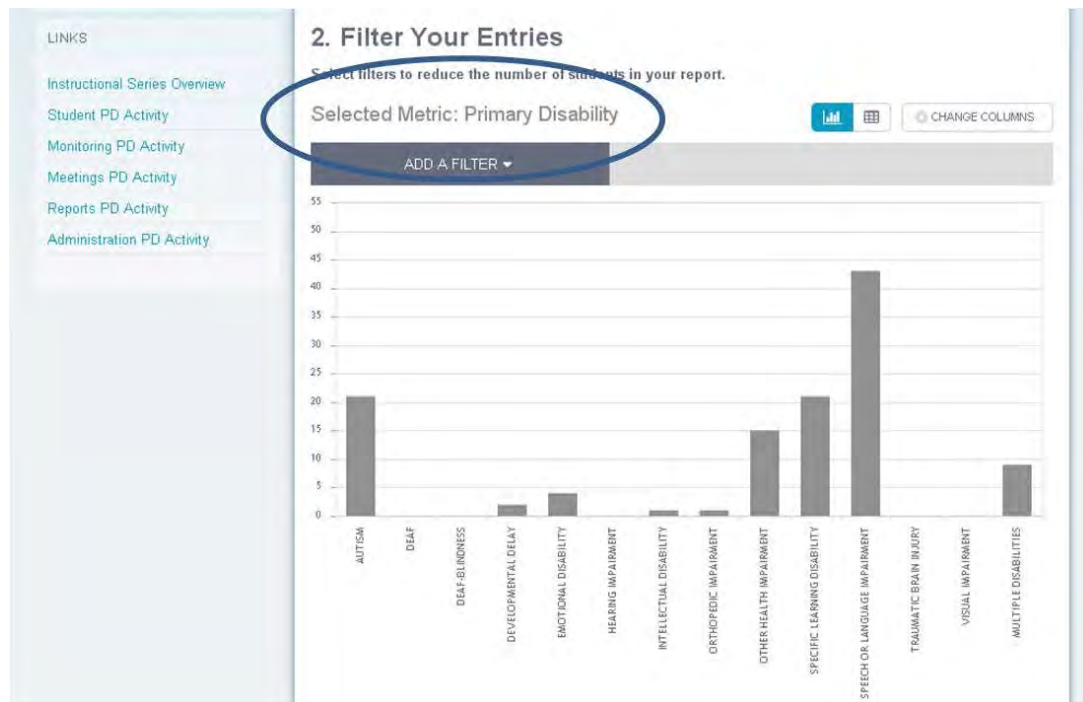 LINKS
Instructional Series Overview
Student PD Activity
Monitoring PD Activity
Meetings PD Activity
Reports PD Activity
Administration PD Activity
2. Filter Your Entries
Select filters to reduce the number of students in your report.
Selected Metric: Primary Disability
CHANGE COLUMNS
ADD A FILTER
55
50
45
40
35
30
25
20
15
10
5
0
AUTISM
DEAF
DEAF-BLINDNESS
DEVELOPMENTAL DELAY
EMOTIONAL DISABILITY
HEARING IMPAIRMENT
INTELLECTUAL DISABILITY
ORTHOPEDIC IMPAIRMENT
OTHER HEALTH IMPAIRMENT
SPECIFIC LEARNING DISABILITY
SPEECH OR LANGUAGE IMPAIRMENT
TRAUMATIC BRAIN INJURY
VISUAL IMPAIRMENT
MULTIPLE DISABILITIES